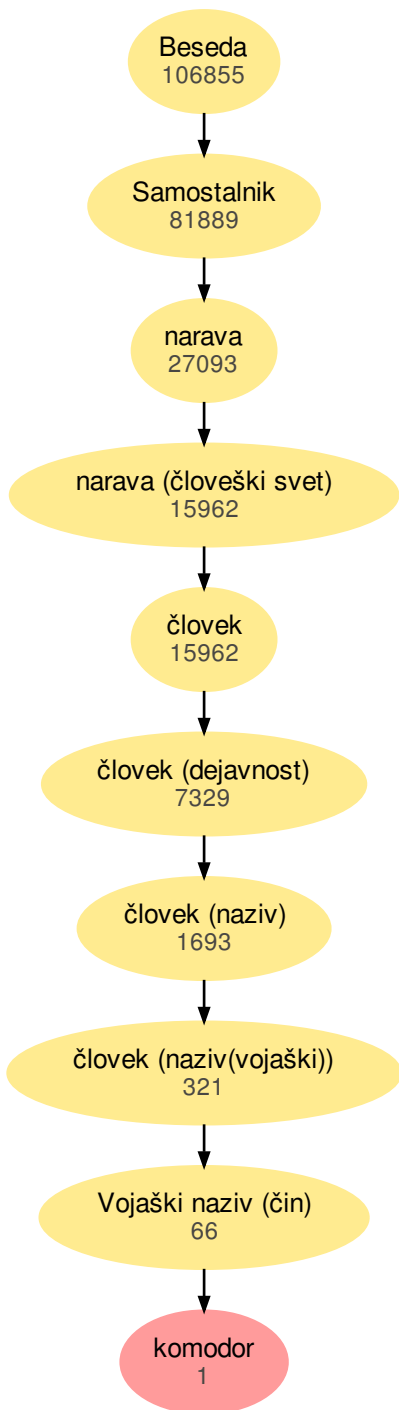 Beseda
106855
Samostalnik
81889
narava
27093
narava (človeški svet)
15962
človek
15962
človek (dejavnost)
7329
človek (naziv)
1693
človek (naziv(vojaški))
321
Vojaški naziv (čin)
66
komodor
1